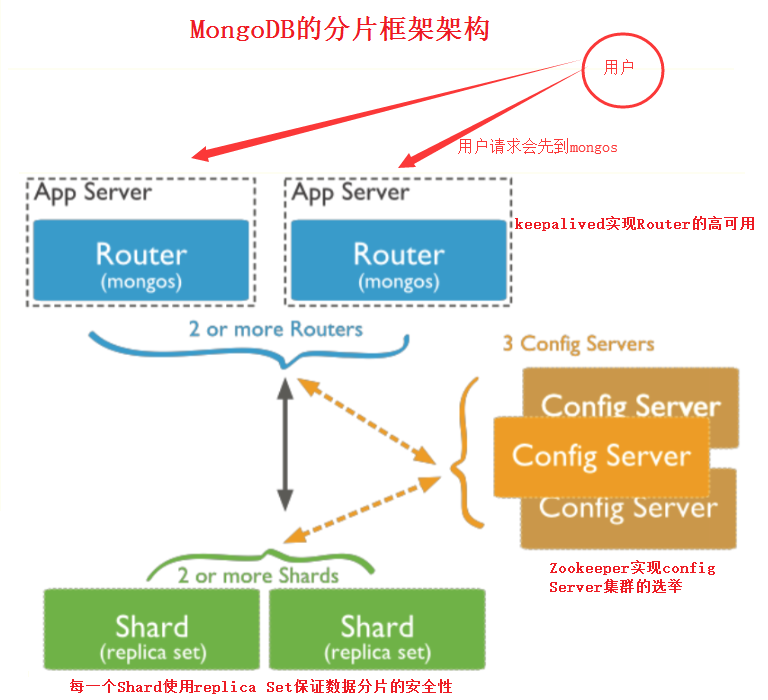 MongoDB的分片框架架构
用户
用户请求会先到mongos
App Server
App Server
Router
(mongos)
Router
(mongos)
keepalived实现Router的高可用
2 or more Routers
3 Config Servers
Config Server
Config Server
Config Server
Zookeeper实现config
Server集群的选举
2 or more Shards
Shard
(replica set)
Shard
(replica set)
每一个Shard使用replica Set保证数据分片的安全性